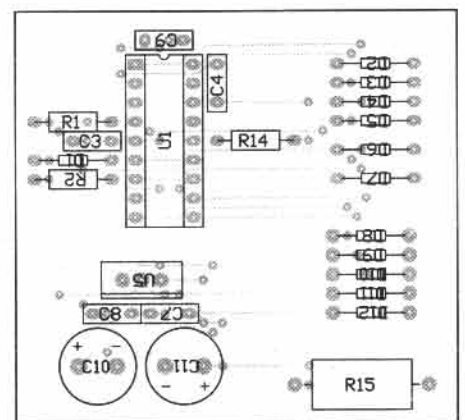 D2
C4
D3
D4
D5
R1
U1
R14
C3
D6
D1
R2
D7
D8
D9
U5
D10
D11
C8
C7
D12
+ -
C10
C11
R15
- +